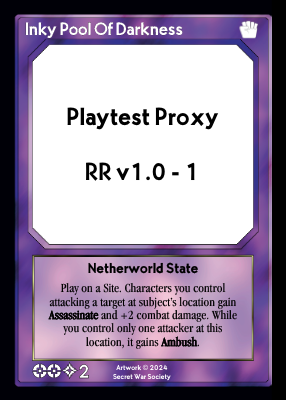 Inky Pool Of Darkness
Playtest Proxy
RR v1.0 - 1
Netherworld State
Play on a Site. Characters you control
attacking a target at subject's location gain
Assassinate and +2 combat damage. While
you control only one attacker at this
location, it gains Ambush.
2
Artwork © 2024
Secret War Society